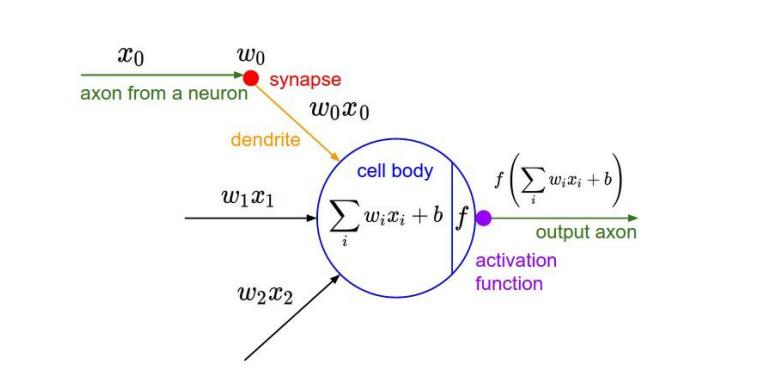 x₀
w₀
synapse
axon from a neuron
w₀x₀
dendrite
cell body
f(∑ᵢ wᵢxᵢ + b)
w₁x₁
∑ᵢ wᵢxᵢ + b
f
output axon
activation
function
w₂x₂